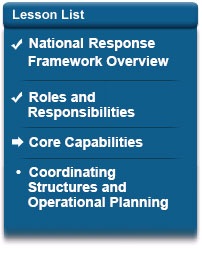 Lesson List
National Response
Framework Overview
Roles and
Responsibilities
Core Capabilities
• Coordinating
Structures and
Operational Planning